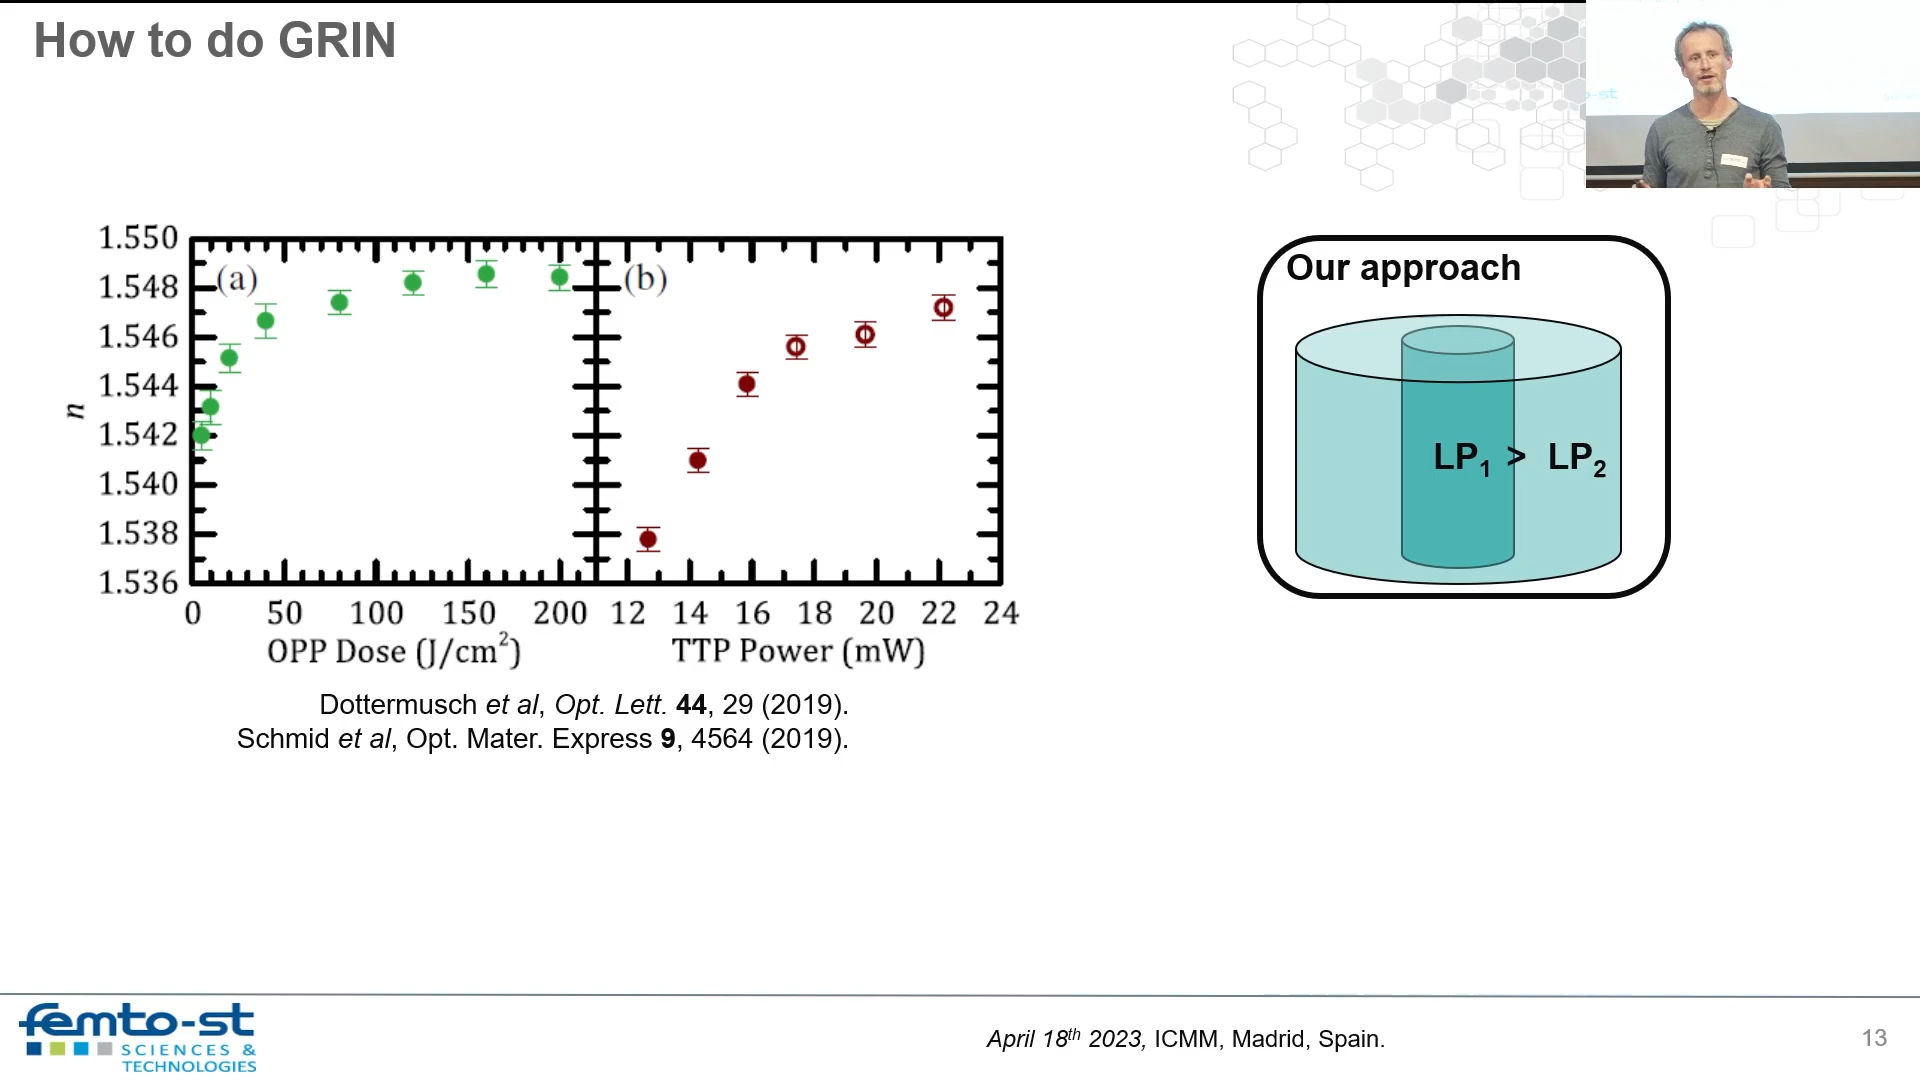 How to do GRIN
1.550
1.548
1.546
1.544
1.542
1.540
1.538
1.536
n
(a)
(b)
0 50 100 150 200 12 14 16 18 20 22 24
OPP Dose (J/cm²) TTP Power (mW)
Dottermusch et al, Opt. Lett. 44, 29 (2019).
Schmid et al, Opt. Mater. Express 9, 4564 (2019).
Our approach
LP₁ > LP₂
o-st
femto-st
SCIENCES &
TECHNOLOGIES
April 18th 2023, ICMM, Madrid, Spain.
13